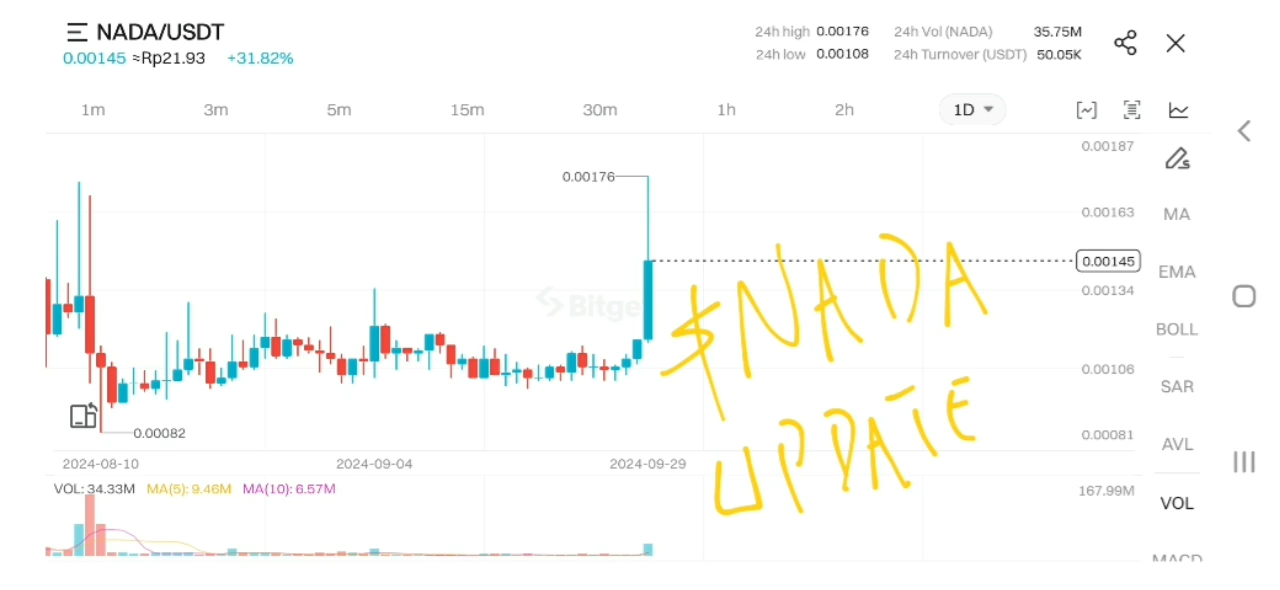 NADA/USDT
0.00145 ≈Rp21.93 +31.82%
24h high 0.00176 24h Vol (NADA) 35.75M
24h low 0.00108 24h Turnover (USDT) 50.05K
1m 3m 5m 15m 30m 1h 2h 1D
0.00187
0.00176
MA
0.00163
0.00145
EMA
0.00134
Bitge
BOLL
$NADA
0.00106
SAR
UPDATE
0.00082
0.00081
AVL
2024-08-10 2024-09-04 2024-09-29
VOL: 34.33M MA(5): 9.46M MA(10): 6.57M
167.99M
VOL
MACD